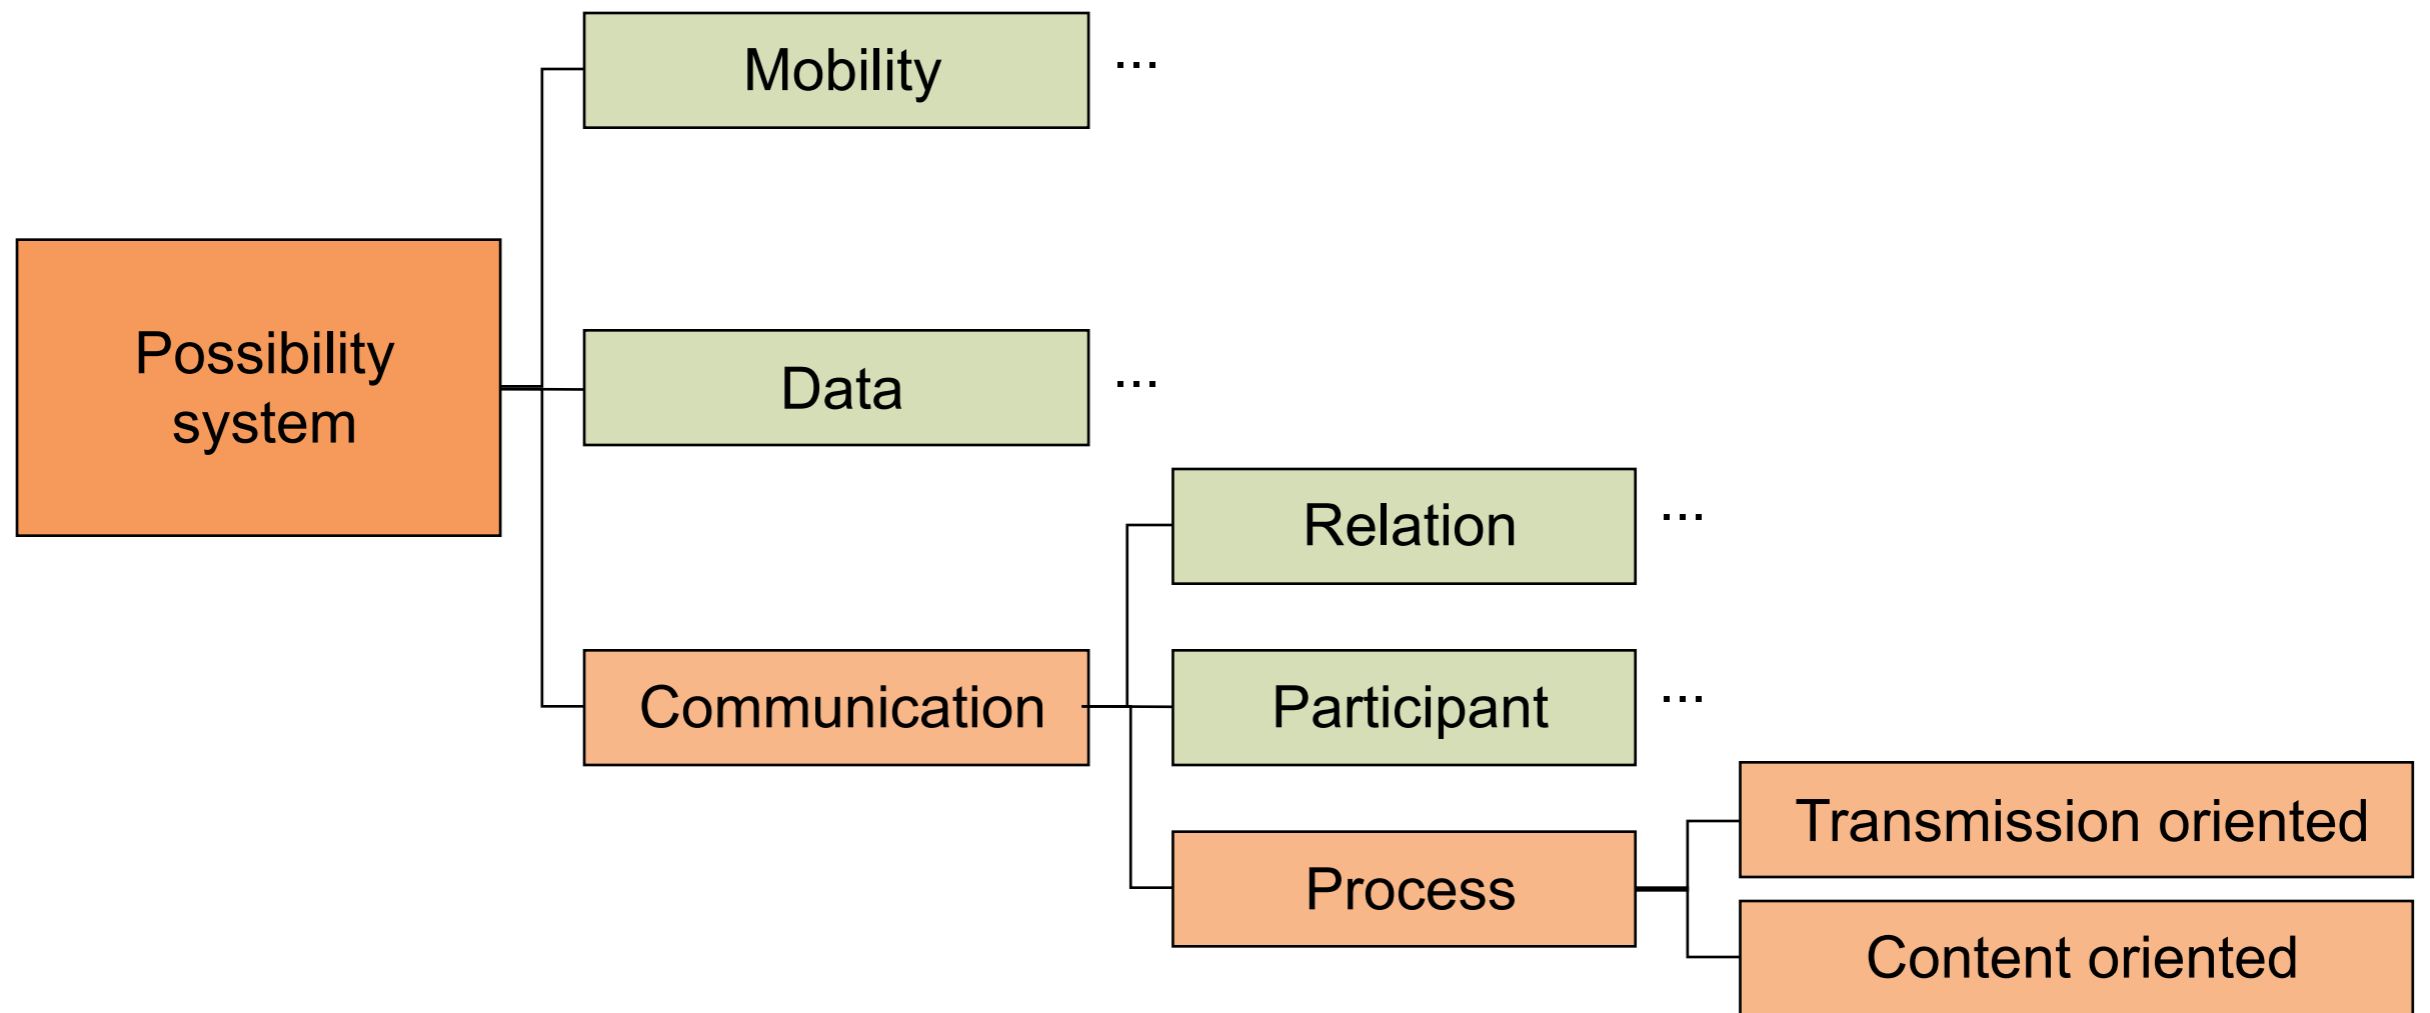 Mobility
...
Possibility
system
Data
...
Relation
...
Communication
Participant
...
Process
Transmission oriented
Content oriented